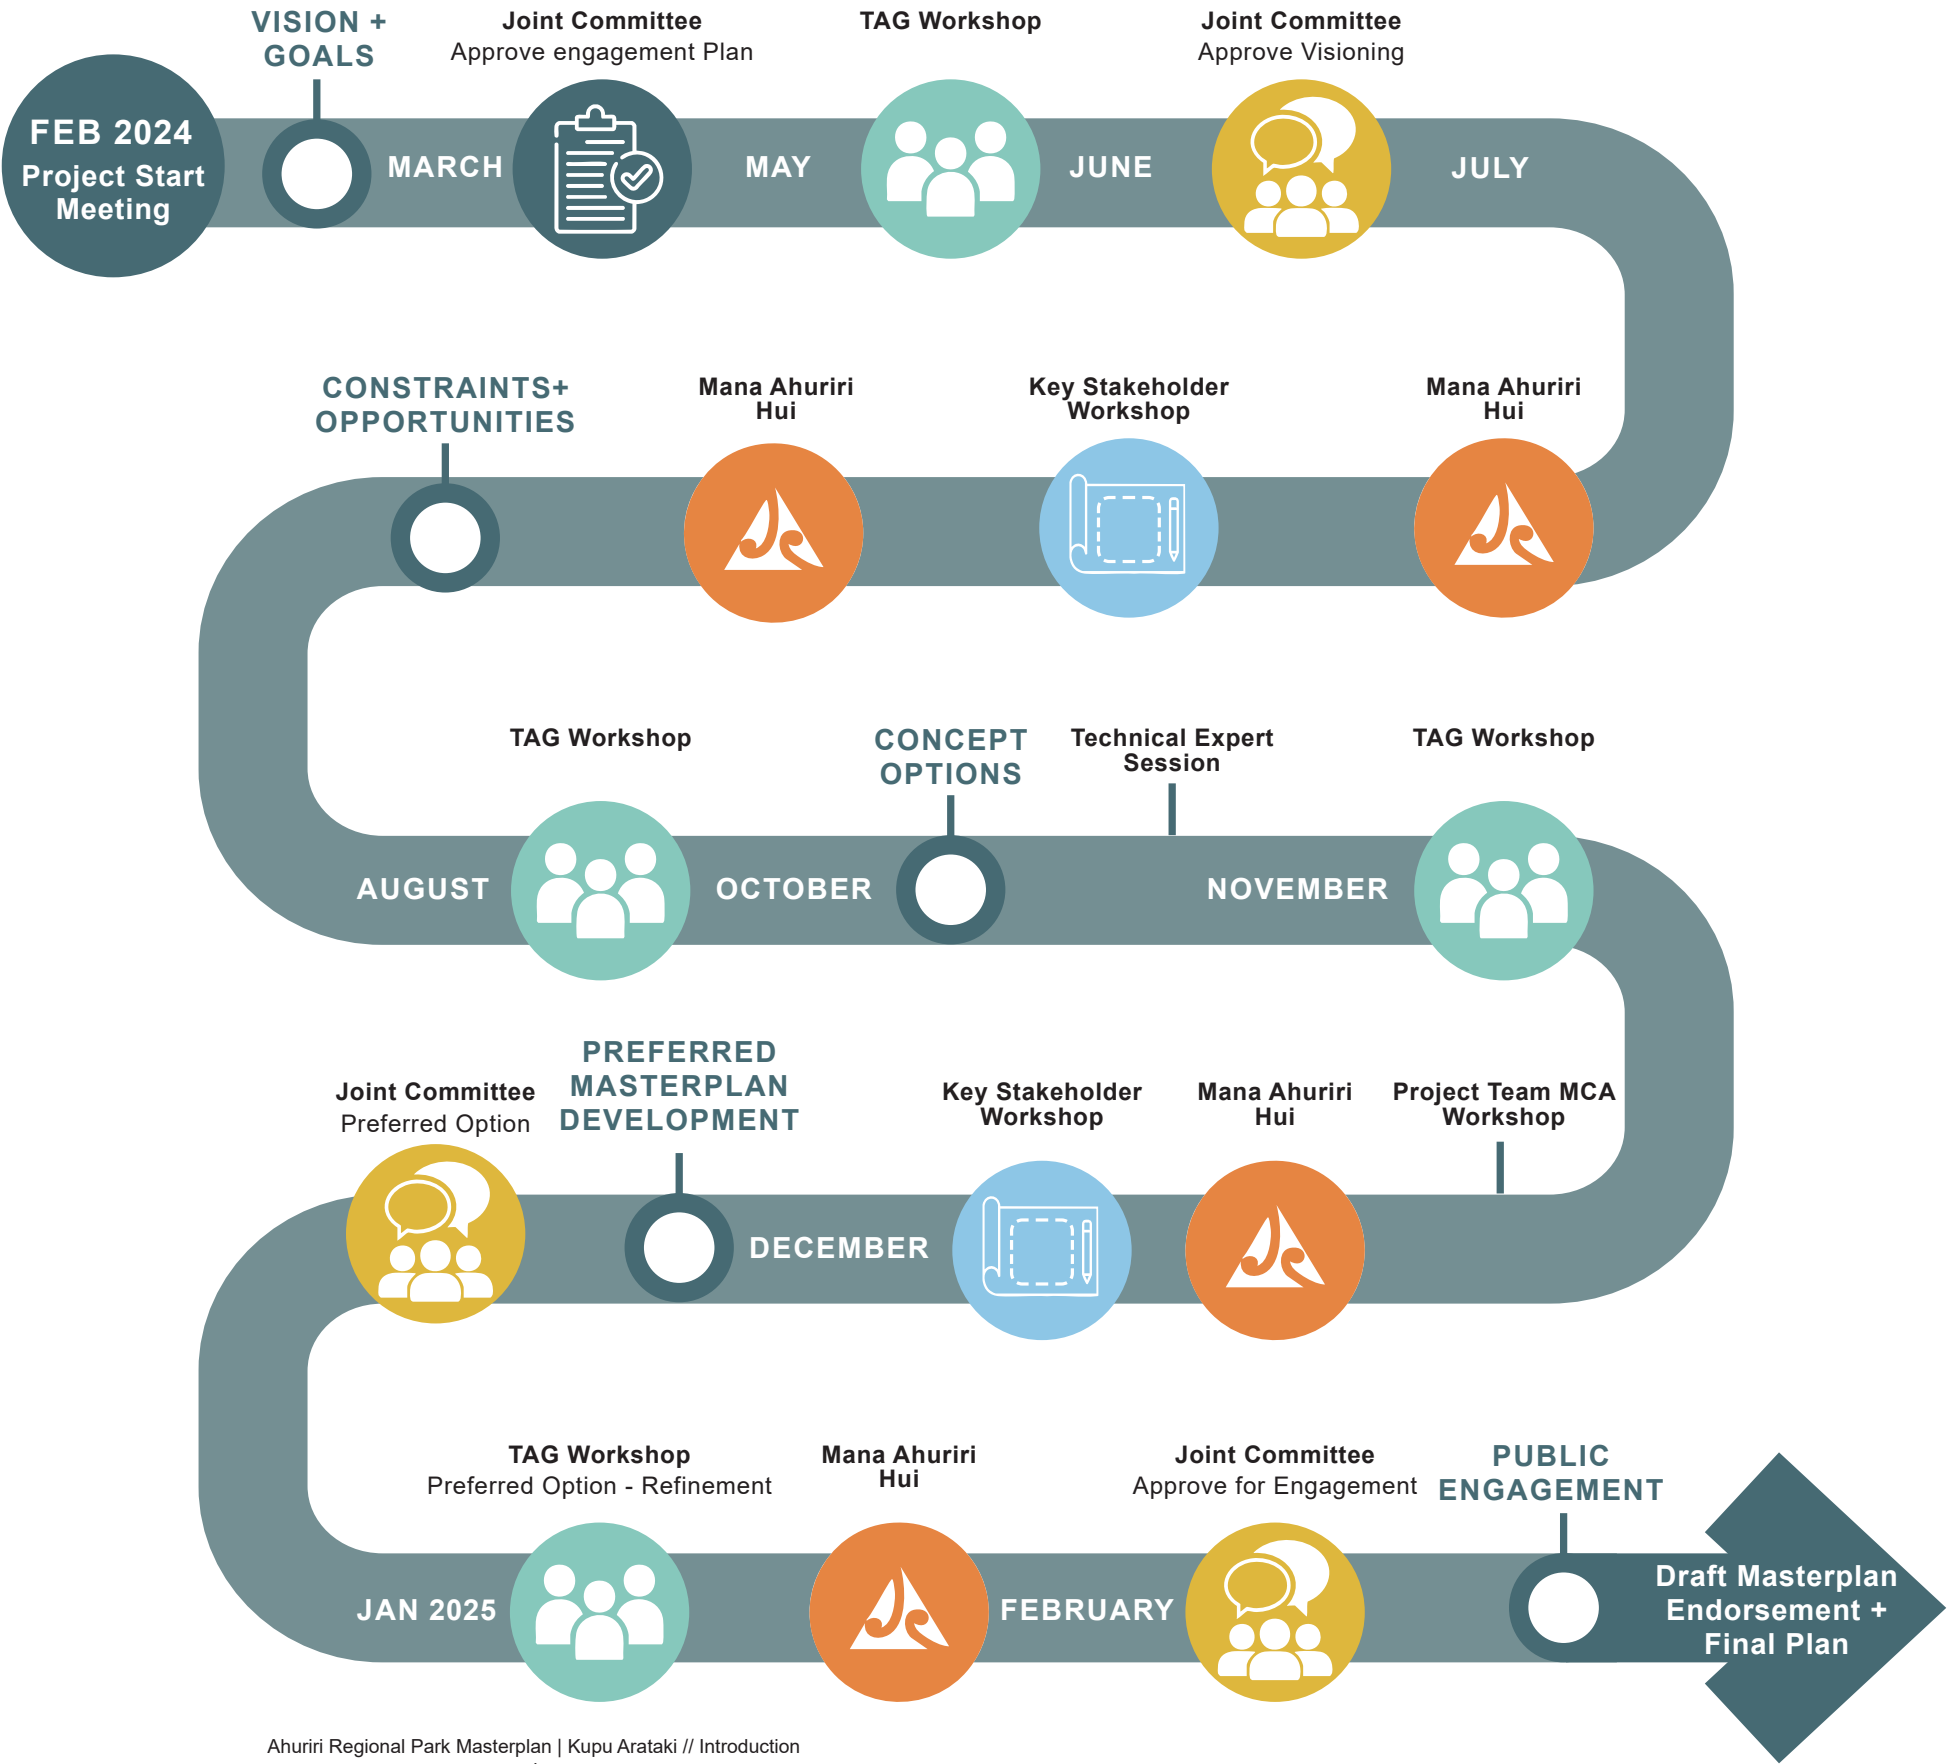 VISION +
GOALS
Joint Committee
Approve engagement Plan
TAG Workshop
Joint Committee
Approve Visioning
FEB 2024
Project Start
Meeting
MARCH
MAY
JUNE
JULY
CONSTRAINTS+
OPPORTUNITIES
Mana Ahuriri
Hui
Key Stakeholder
Workshop
Mana Ahuriri
Hui
TAG Workshop
CONCEPT
OPTIONS
Technical Expert
Session
TAG Workshop
AUGUST
OCTOBER
NOVEMBER
Joint Committee
Preferred Option
PREFERRED
MASTERPLAN
DEVELOPMENT
Key Stakeholder
Workshop
Mana Ahuriri
Hui
Project Team MCA
Workshop
DECEMBER
TAG Workshop
Preferred Option - Refinement
Mana Ahuriri
Hui
Joint Committee
Approve for Engagement
PUBLIC
ENGAGEMENT
JAN 2025
FEBRUARY
Draft Masterplan
Endorsement +
Final Plan
Ahuriri Regional Park Masterplan | Kupu Arataki // Introduction